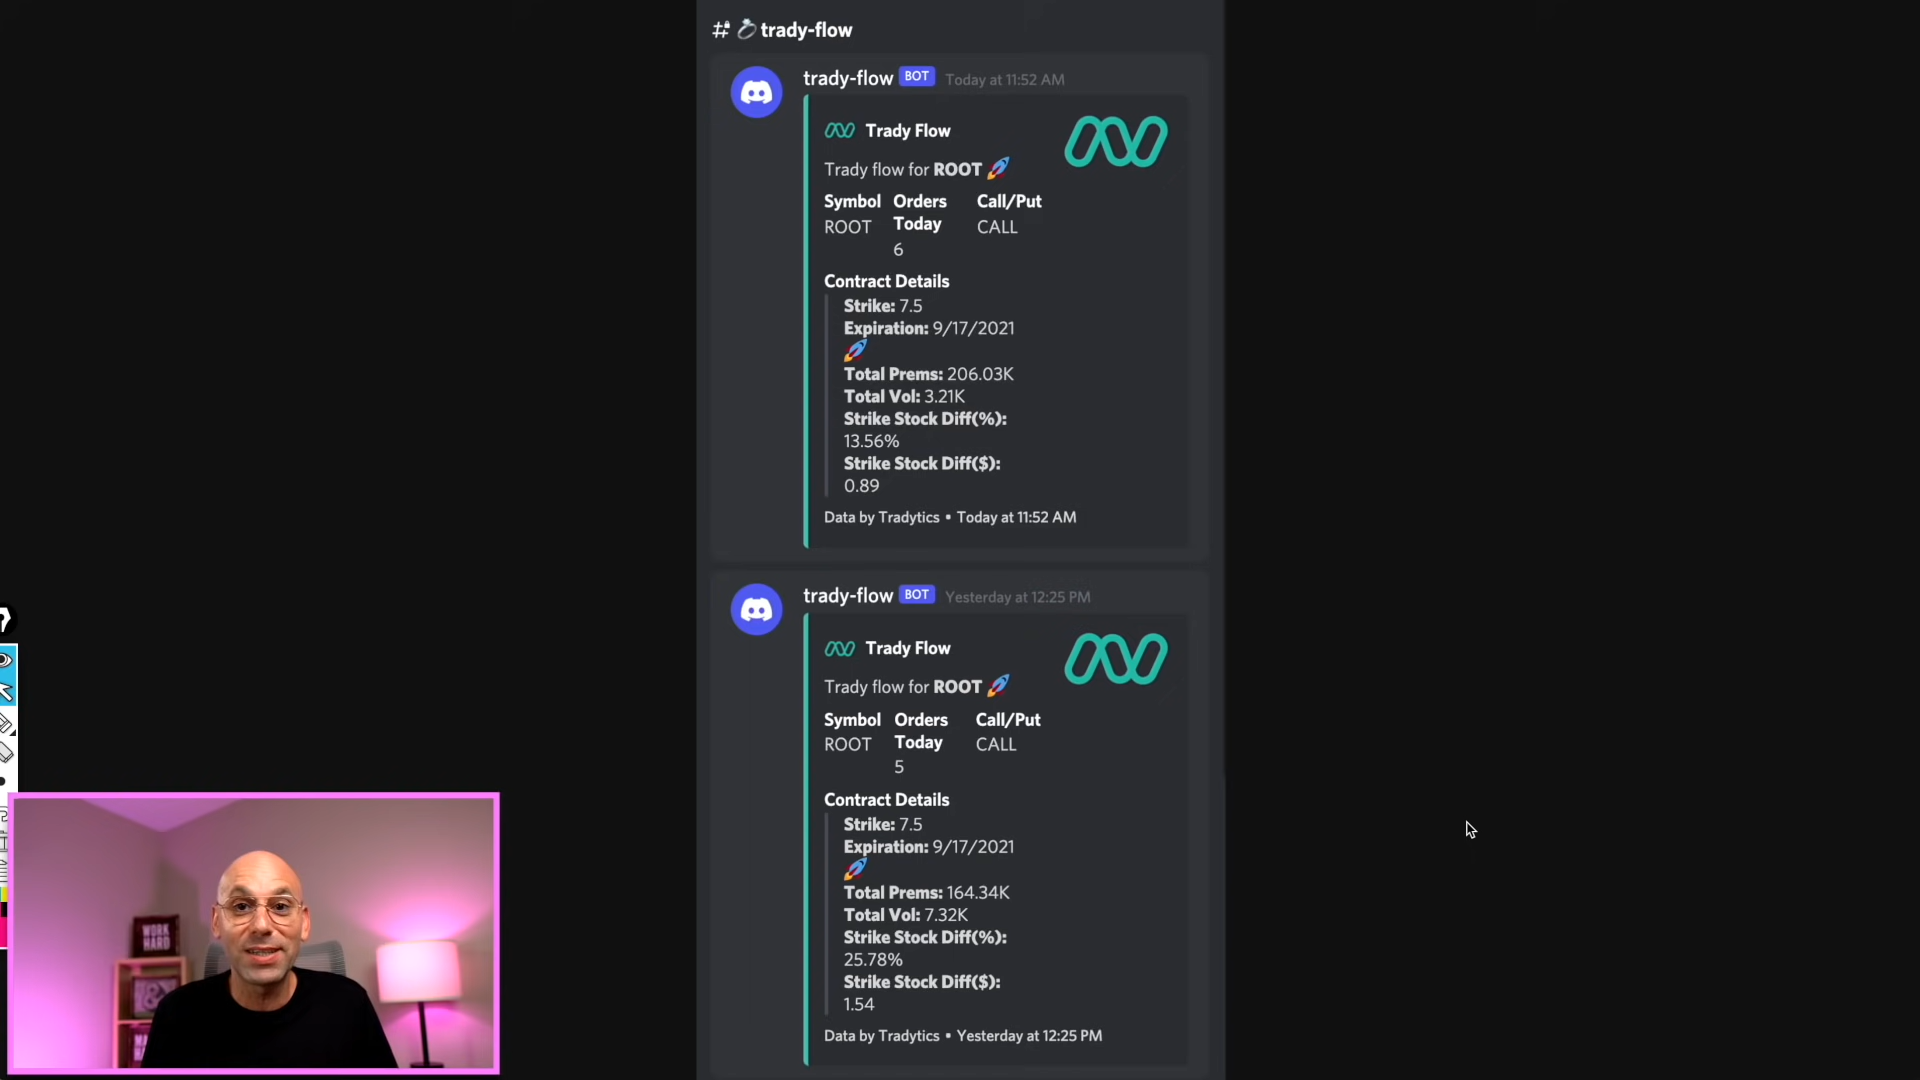 # trady-flow
trady-flow BOT Today at 11:52 AM
Trady Flow
Trady flow for ROOT 🚀
Symbol Orders Today Call/Put
ROOT 6 CALL
Contract Details
Strike: 7.5
Expiration: 9/17/2021
🚀
Total Prems: 206.03K
Total Vol: 3.21K
Strike Stock Diff(%):
13.56%
Strike Stock Diff($):
0.89
Data by Tradytics • Today at 11:52 AM
trady-flow BOT Yesterday at 12:25 PM
Trady Flow
Trady flow for ROOT 🚀
Symbol Orders Today Call/Put
ROOT 5 CALL
Contract Details
Strike: 7.5
Expiration: 9/17/2021
🚀
Total Prems: 164.34K
Total Vol: 7.32K
Strike Stock Diff(%):
25.78%
Strike Stock Diff($):
1.54
Data by Tradytics • Yesterday at 12:25 PM
WORK
HARD
&